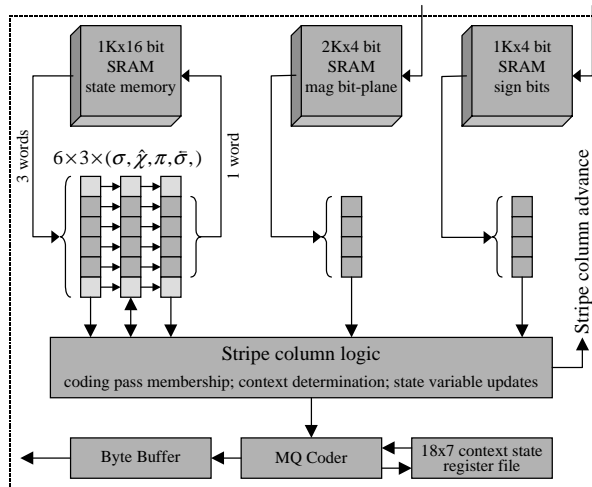 1Kx16 bit
SRAM
state memory
2Kx4 bit
SRAM
mag bit-plane
1Kx4 bit
SRAM
sign bits
3 words
6×3×(σ, χ̂, π, σ̄,)
1 word
Stripe column advance
Stripe column logic
coding pass membership; context determination; state variable updates
Byte Buffer
MQ Coder
18x7 context state
register file